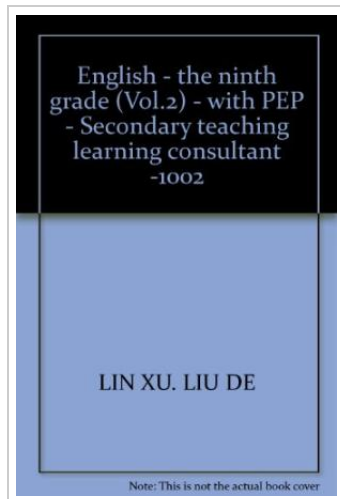 English - the ninth
grade (Vol.2) - with PEP
- Secondary teaching
learning consultant
-1002
LIN XU. LIU DE
Note: This is not the actual book cover